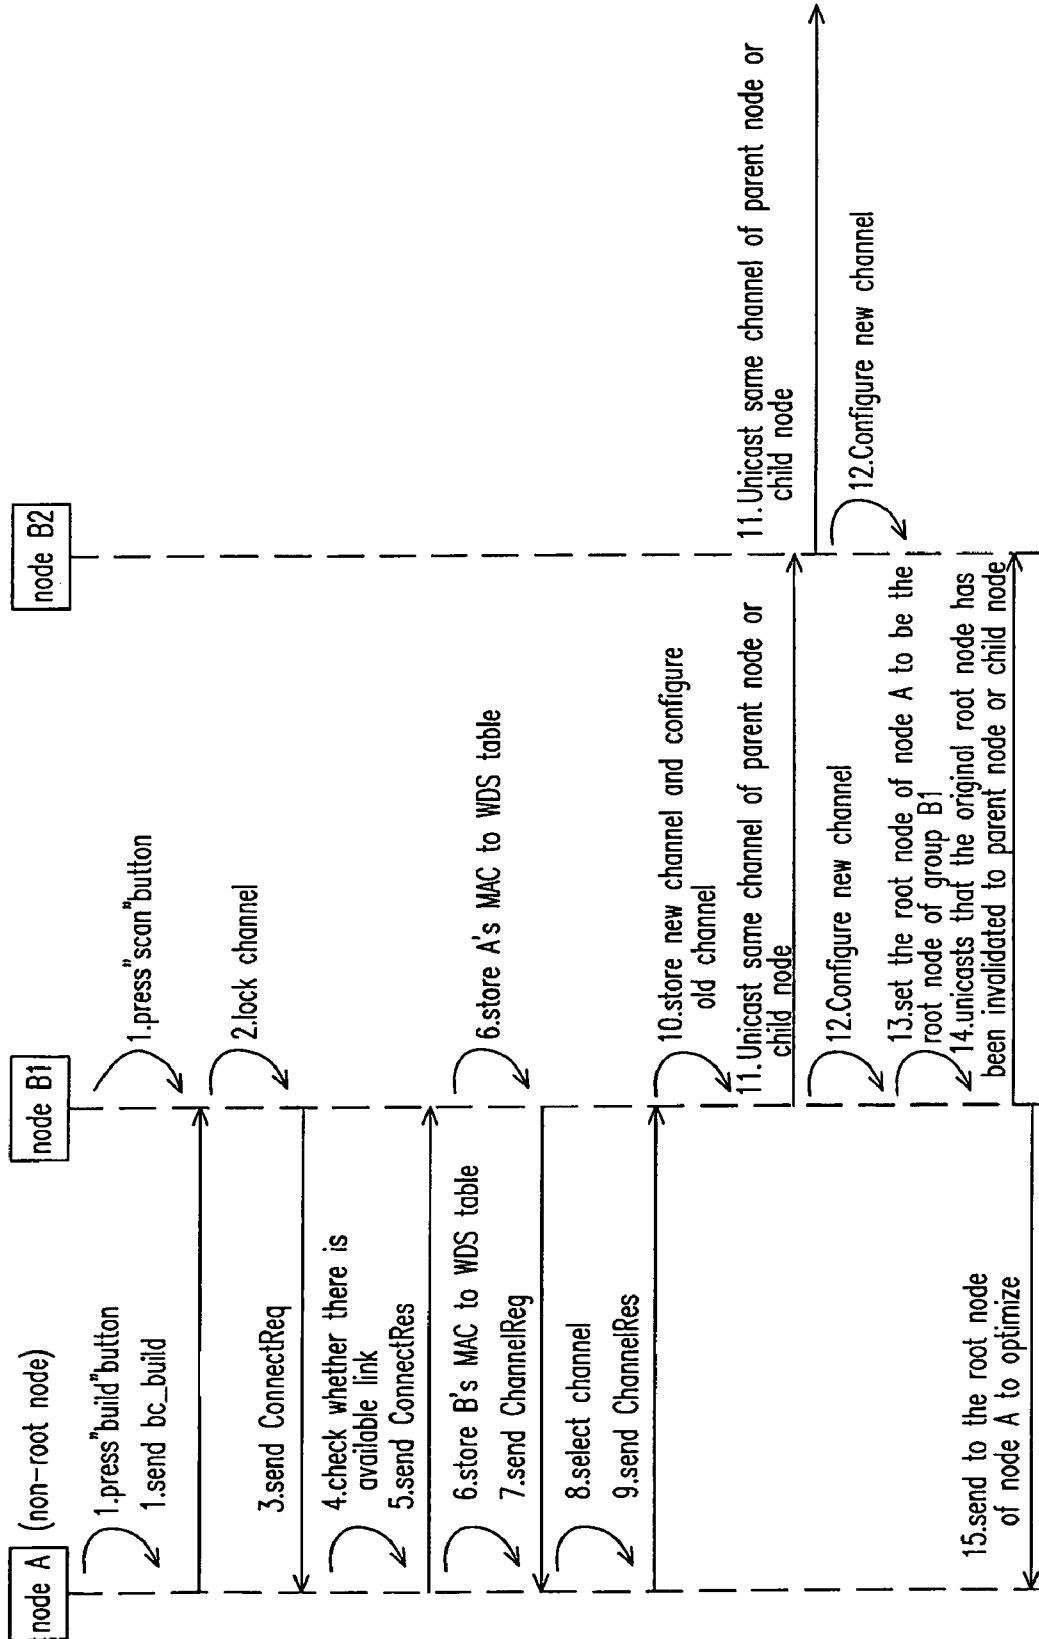 node A (non-root node)
node B1
node B2
1.press"build"button
1.send bc_build
1.press"scan"button
2.lock channel
3.send ConnectReq
4.check whether there is
available link
5.send ConnectRes
6.store B's MAC to WDS table
6.store A's MAC to WDS table
7.send ChannelReg
8.select channel
9.send ChannelRes
10.store new channel and configure
old channel
11.Unicast same channel of parent node or
child node
11.Unicast same channel of parent node or
child node
12.Configure new channel
12.Configure new channel
13.set the root node of node A to be the
root node of group B1
14.unicasts that the original root node has
been invalidated to parent node or child node
15.send to the root node
of node A to optimize